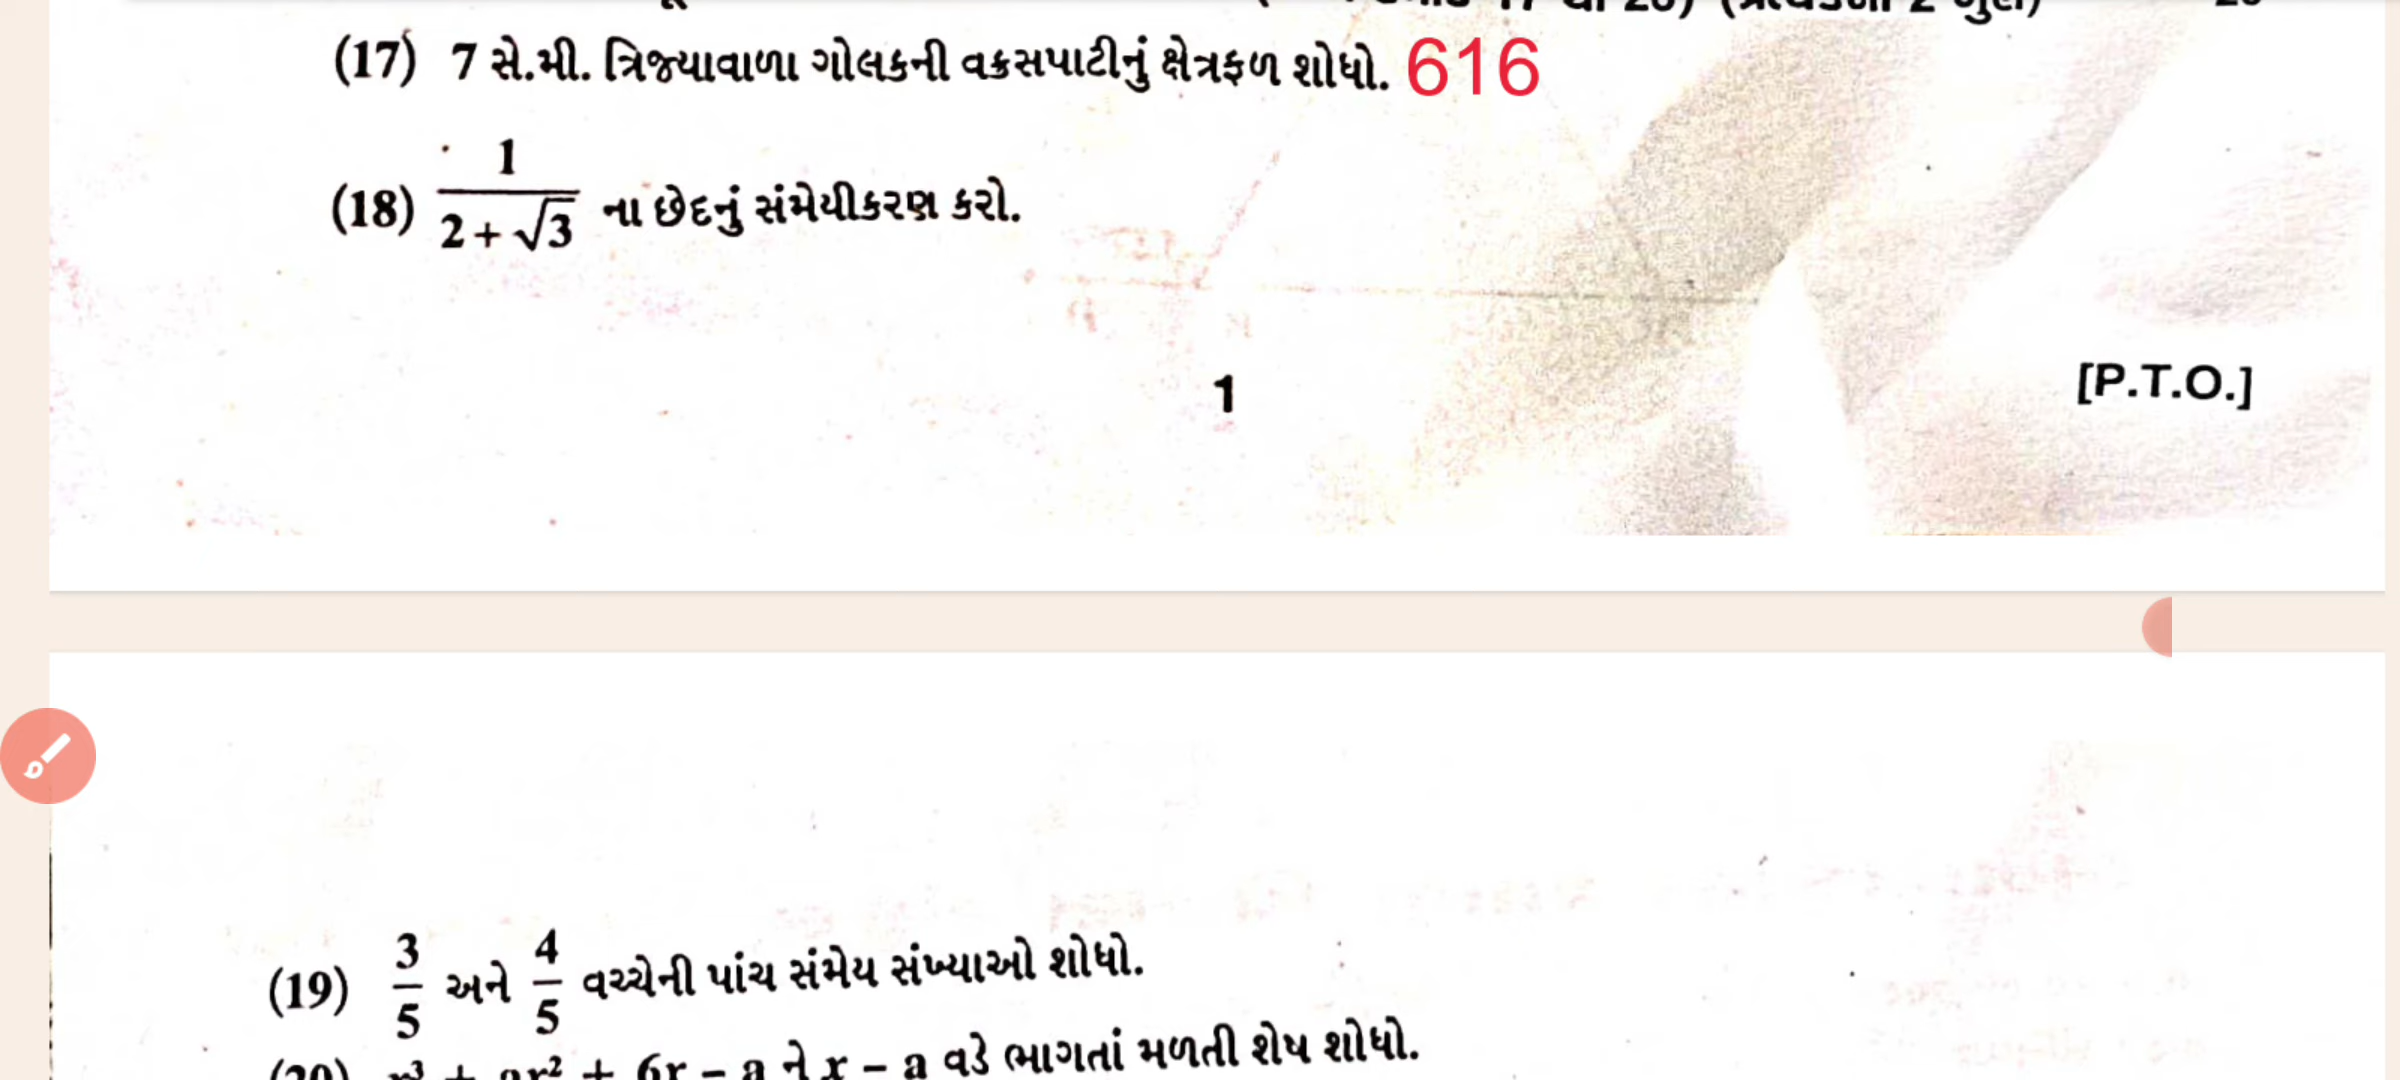 (17) 7 સે.મી. ત્રિજ્યાવાળા ગોલકની વક્રસપાટીનું ક્ષેત્રફળ શોધો. 616
(18) 1/(2 + √3) ના છેદનું સંમેયીકરણ કરો.
1 [P.T.O.]
(19) 3/5 અને 4/5 વચ્ચેની પાંચ સંમેય સંખ્યાઓ શોધો.
ને x – a વડે ભાગતાં મળતી શેષ શોધો.